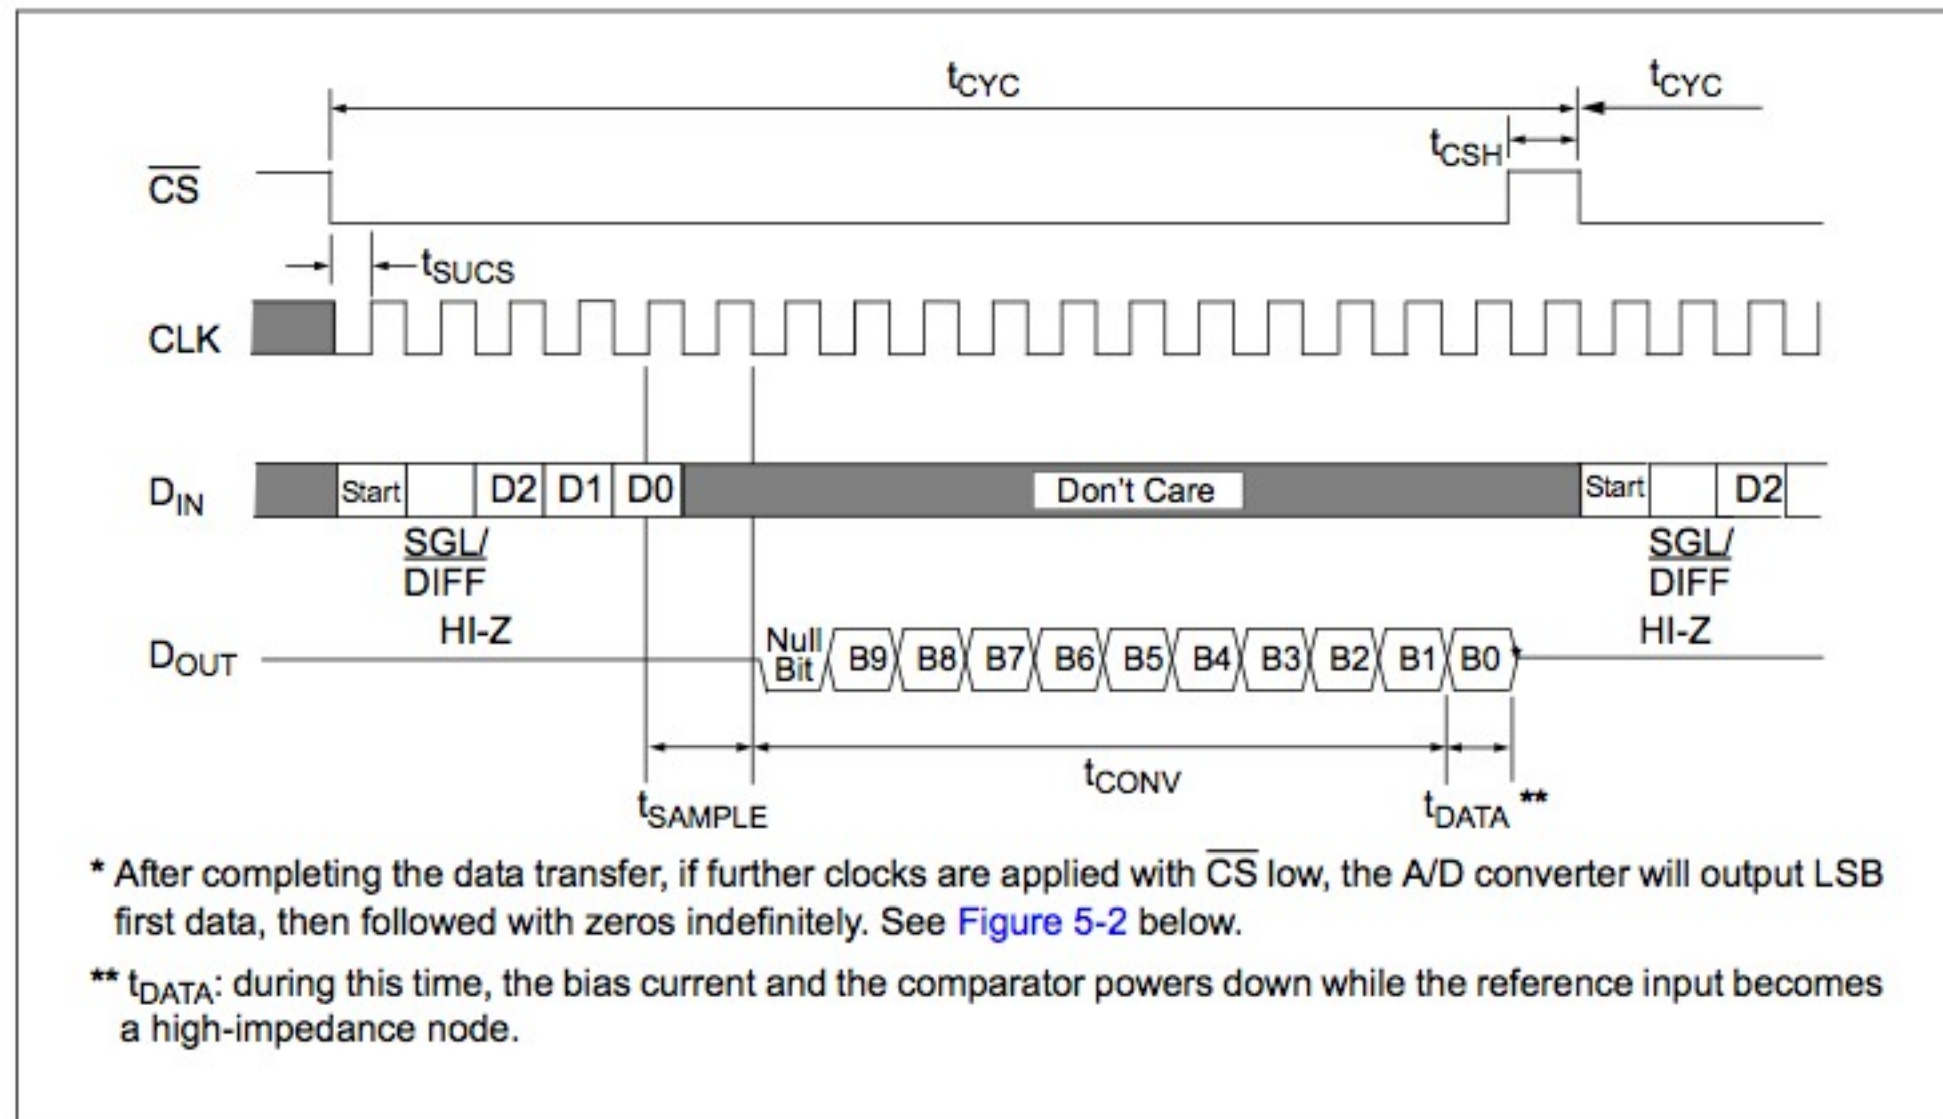 tCYC tCYC
tCSH
CS
tSUCS
CLK
DIN Start D2 D1 D0 Don't Care Start D2
SGL/ SGL/
DIFF DIFF
HI-Z HI-Z
DOUT Null Bit B9 B8 B7 B6 B5 B4 B3 B2 B1 B0 *
tCONV
tSAMPLE tDATA **
* After completing the data transfer, if further clocks are applied with CS low, the A/D converter will output LSB
first data, then followed with zeros indefinitely. See Figure 5-2 below.
** tDATA: during this time, the bias current and the comparator powers down while the reference input becomes
a high-impedance node.